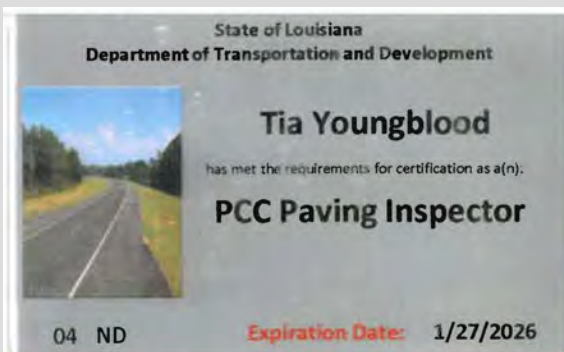 State of Louisiana
Department of Transportation and Development
Tia Youngblood
has met the requirements for certification as a(n):
PCC Paving Inspector
04 ND
Expiration Date: 1/27/2026